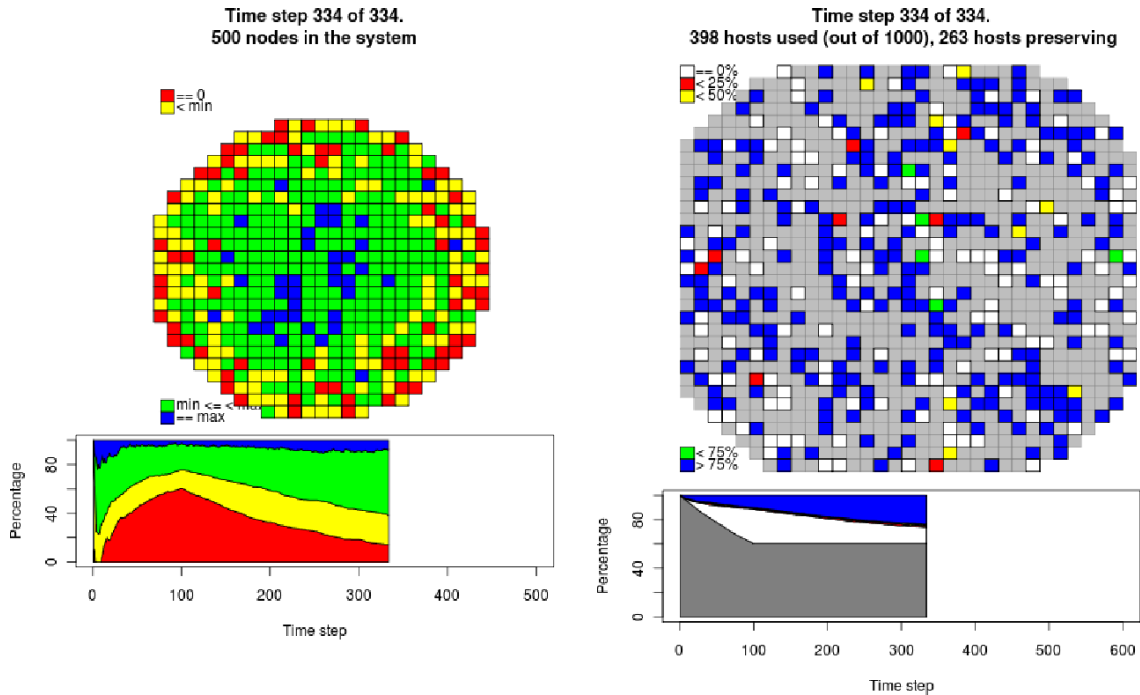 Time step 334 of 334.
500 nodes in the system
== 0
< min
min <= < max
== max
Percentage
0
40
80
0
100
200
300
400
500
Time step
Time step 334 of 334.
398 hosts used (out of 1000), 263 hosts preserving
== 0%
< 25%
< 50%
< 75%
> 75%
Percentage
0
40
80
0
100
200
300
400
500
600
Time step